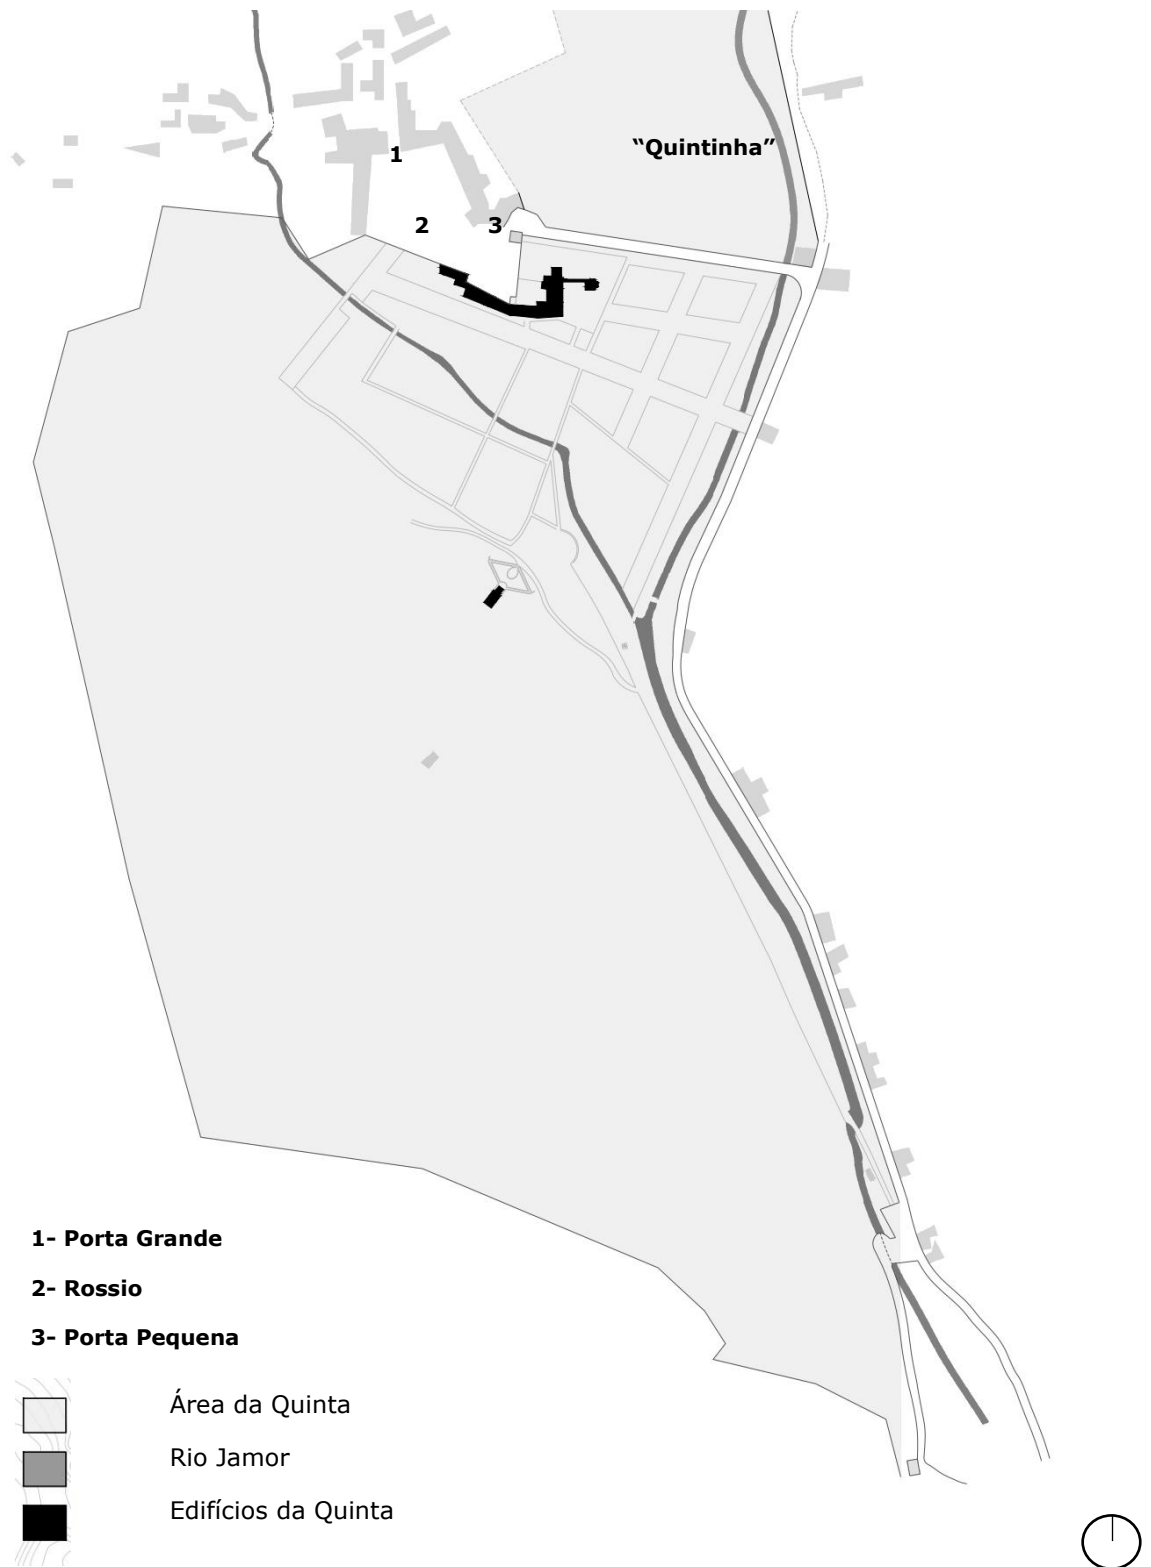 “Quintinha”
1
2
3
1- Porta Grande
2- Rossio
3- Porta Pequena
Área da Quinta
Rio Jamor
Edifícios da Quinta